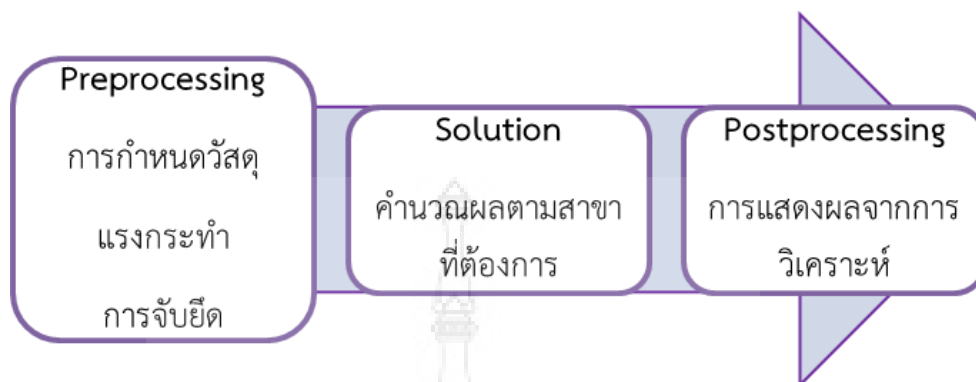 Preprocessing
การกำหนดวัสดุ
แรงกระทำ
การจับยึด
Solution
คำนวณผลตามสาขา
ที่ต้องการ
Postprocessing
การแสดงผลจากการ
วิเคราะห์